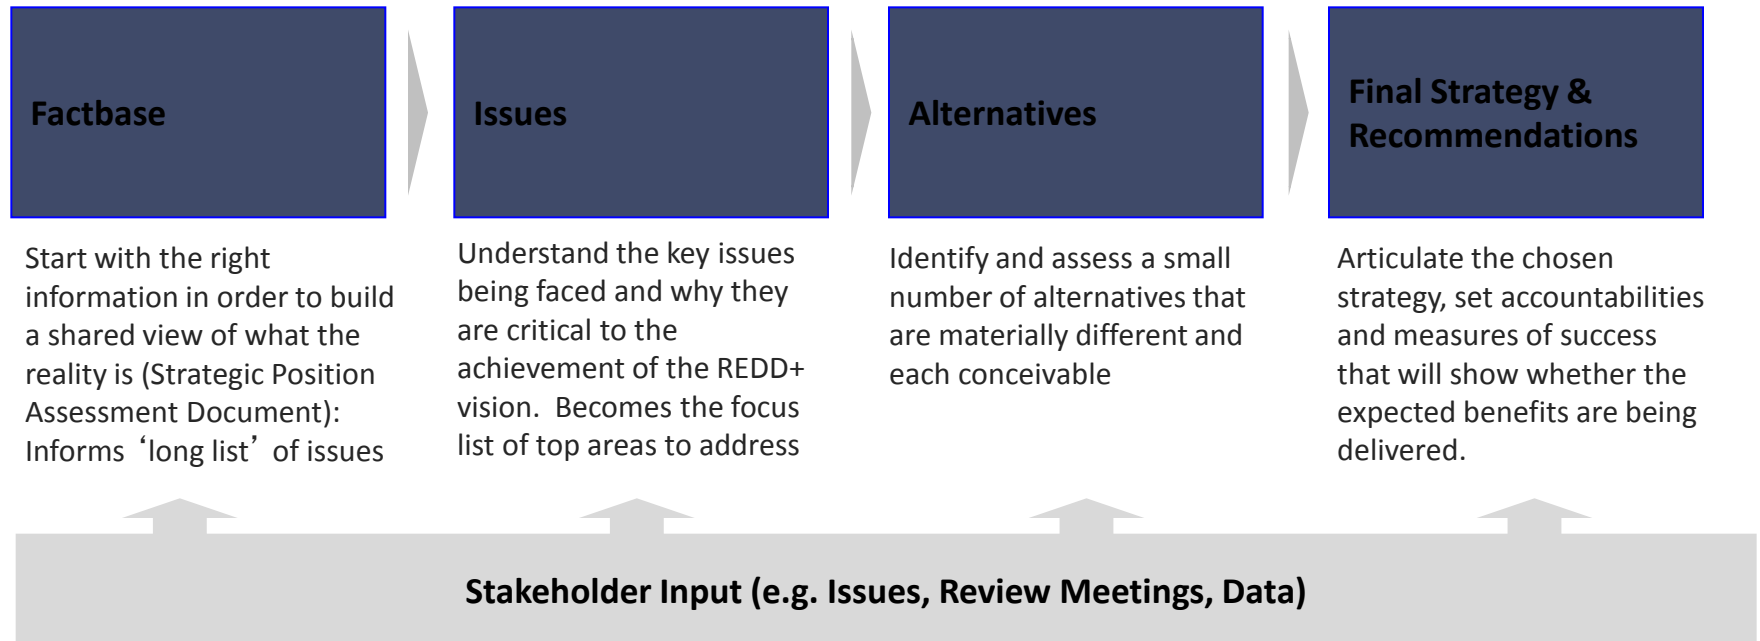 Factbase
Issues
Alternatives
Final Strategy &
Recommendations
Start with the right
information in order to build
a shared view of what the
reality is (Strategic Position
Assessment Document):
Informs ‘long list’ of issues
Understand the key issues
being faced and why they
are critical to the
achievement of the REDD+
vision.  Becomes the focus
list of top areas to address
Identify and assess a small
number of alternatives that
are materially different and
each conceivable
Articulate the chosen
strategy, set accountabilities
and measures of success
that will show whether the
expected benefits are being
delivered.
Stakeholder Input (e.g. Issues, Review Meetings, Data)